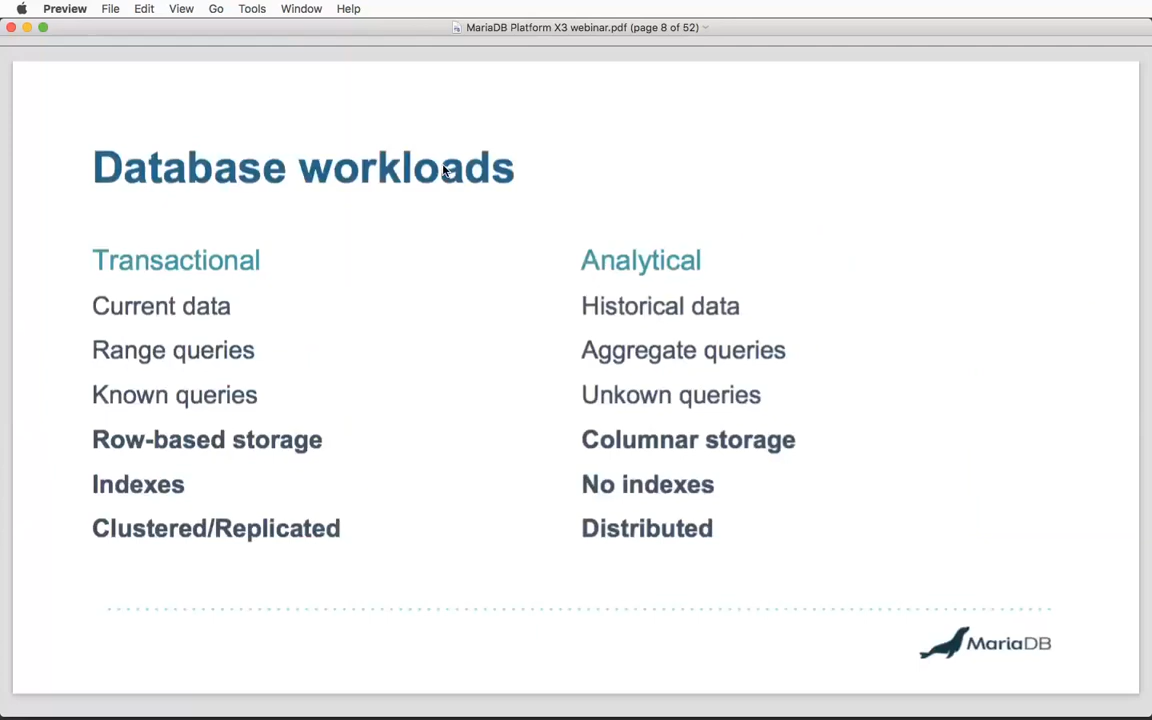 Preview File Edit View Go Tools Window Help
MariaDB Platform X3 webinar.pdf (page 8 of 52)
Database workloads
Transactional
Current data
Range queries
Known queries
Row-based storage
Indexes
Clustered/Replicated
Analytical
Historical data
Aggregate queries
Unkown queries
Columnar storage
No indexes
Distributed
MariaDB